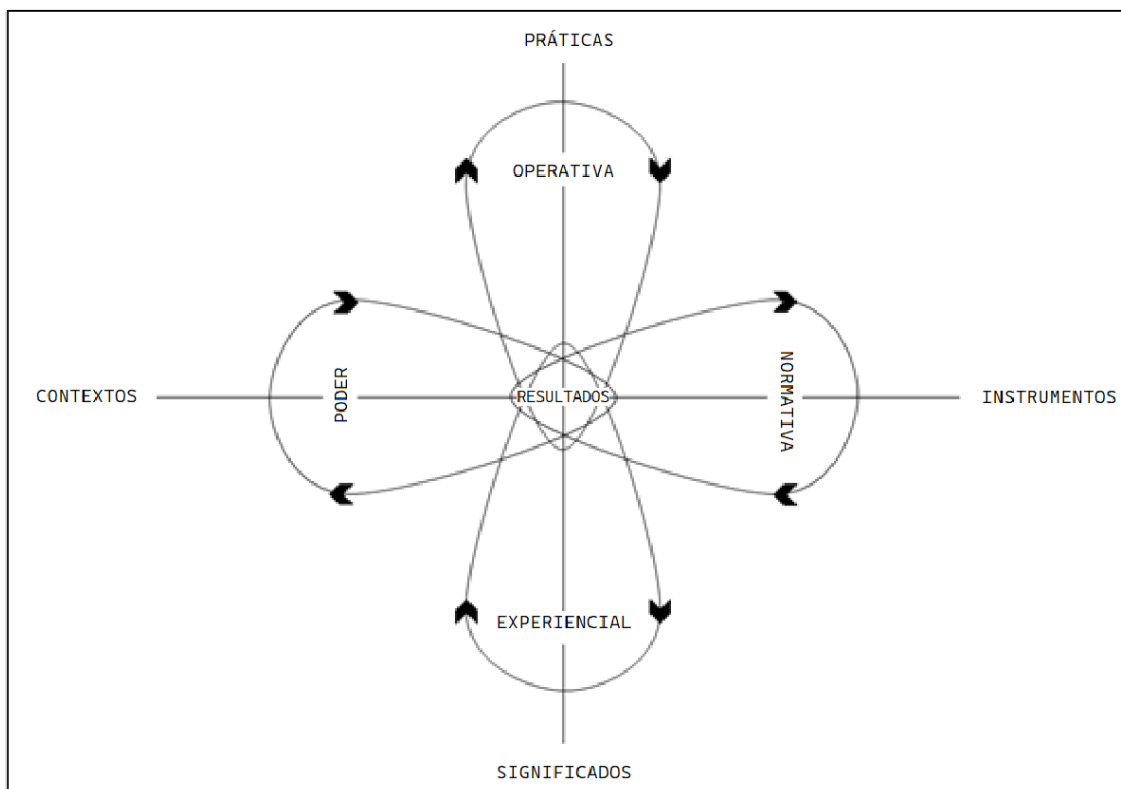 PRÁTICAS
OPERATIVA
CONTEXTOS
PODER
RESULTADOS
NORMATIVA
INSTRUMENTOS
EXPERIENCIAL
SIGNIFICADOS